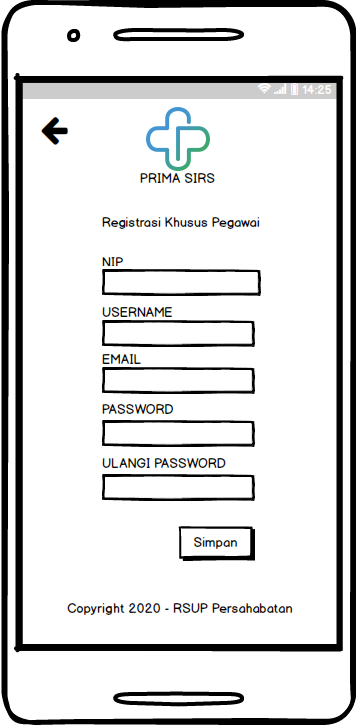 14:25
PRIMA SIRS
Registrasi Khusus Pegawai
NIP
USERNAME
EMAIL
PASSWORD
ULANGI PASSWORD
Simpan
Copyright 2020 - RSUP Persahabatan